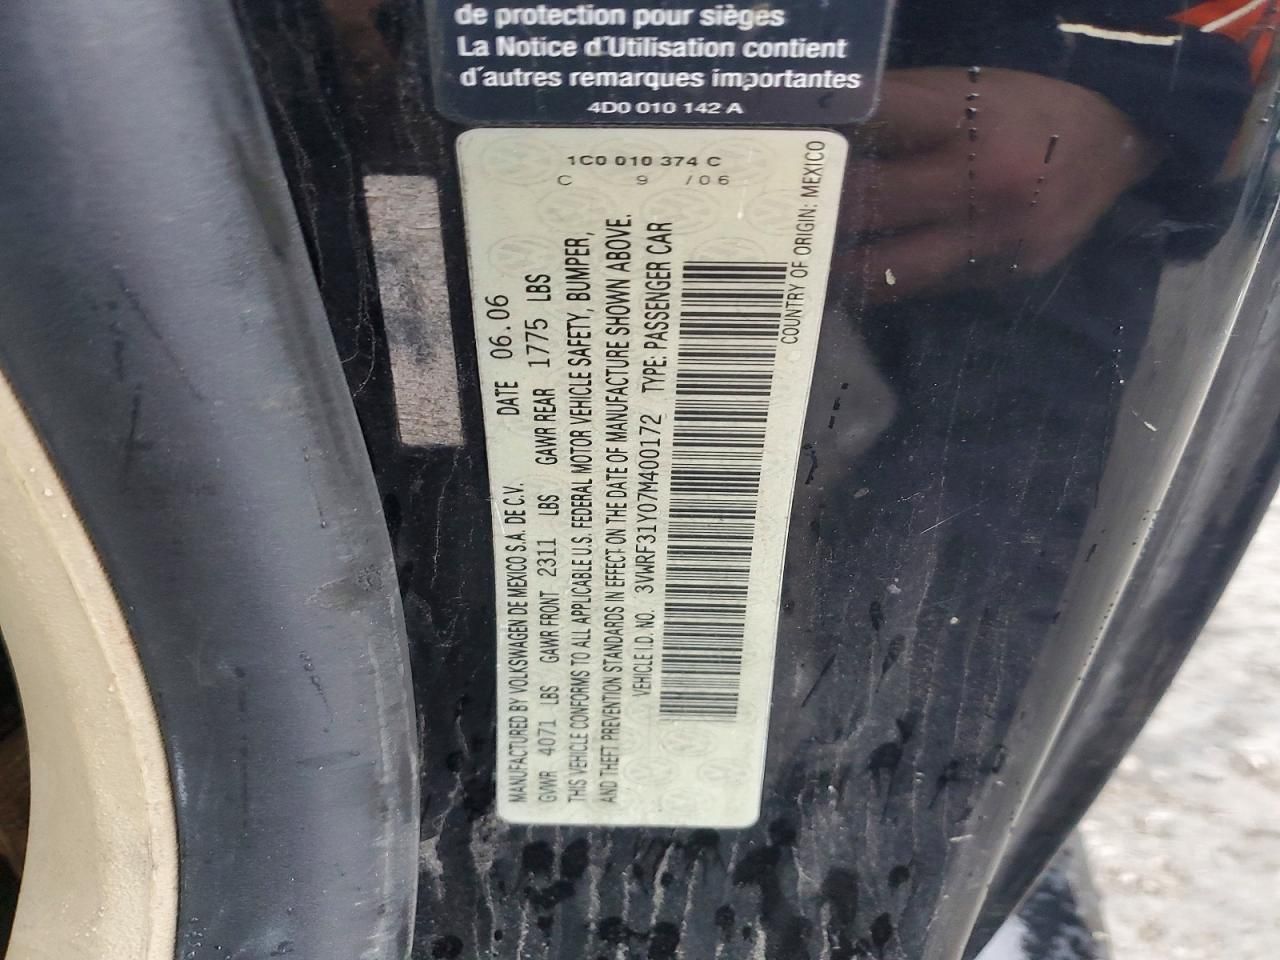 de protection pour sièges
La Notice d'Utilisation contient
d'autres remarques importantes
4D0 010 142 A
1C0 010 374 C
C 9 /06
MANUFACTURED BY VOLKSWAGEN DE MEXICO S.A. DE C.V. DATE 06.06
GVWR 4071 LBS GAWR FRONT 2311 LBS GAWR REAR 1775 LBS
THIS VEHICLE CONFORMS TO ALL APPLICABLE U.S. FEDERAL MOTOR VEHICLE SAFETY, BUMPER,
AND THEFT PREVENTION STANDARDS IN EFFECT ON THE DATE OF MANUFACTURE SHOWN ABOVE.
VEHICLE I.D. NO. 3VWRF31Y07M400172 TYPE: PASSENGER CAR
COUNTRY OF ORIGIN: MEXICO